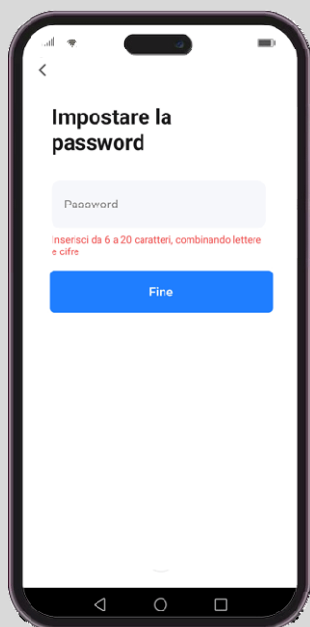 Impostare la
password
Password
Inserisci da 6 a 20 caratteri, combinando lettere
e cifre
Fine